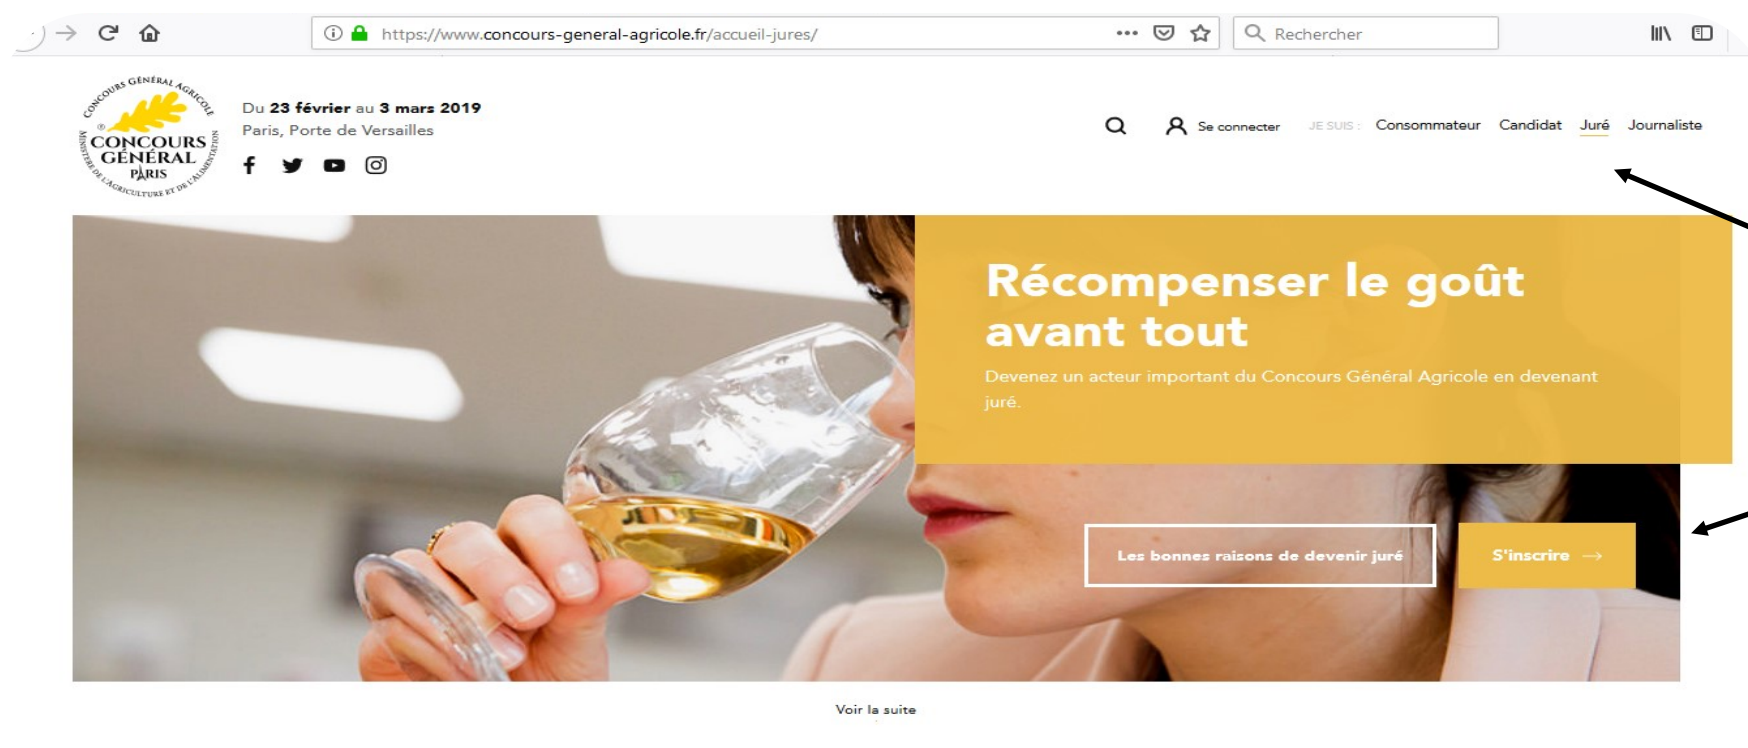 https://www.concours-general-agricole.fr/accueil-jures/
Rechercher
CONCOURS GÉNÉRAL AGRICOLE
CONCOURS
GÉNÉRAL
PARIS
MINISTÈRE DE L'AGRICULTURE ET DE L'ALIMENTATION
®
Du 23 février au 3 mars 2019
Paris, Porte de Versailles
Se connecter JE SUIS : Consommateur Candidat Juré Journaliste
Récompenser le goût
avant tout
Devenez un acteur important du Concours Général Agricole en devenant
juré.
Les bonnes raisons de devenir juré
S'inscrire →
Voir la suite